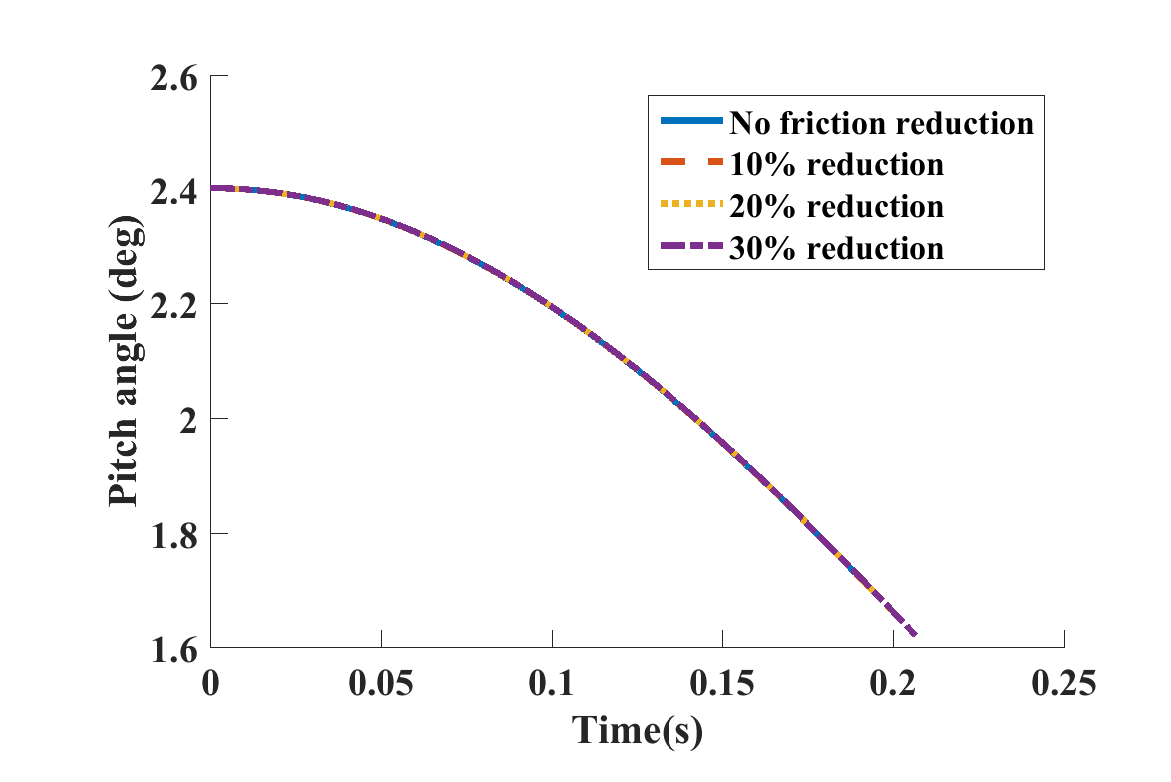 2.6
2.4
2.2
2
1.8
1.6
Pitch angle (deg)
No friction reduction
10% reduction
20% reduction
30% reduction
0 0.05 0.1 0.15 0.2 0.25
Time(s)